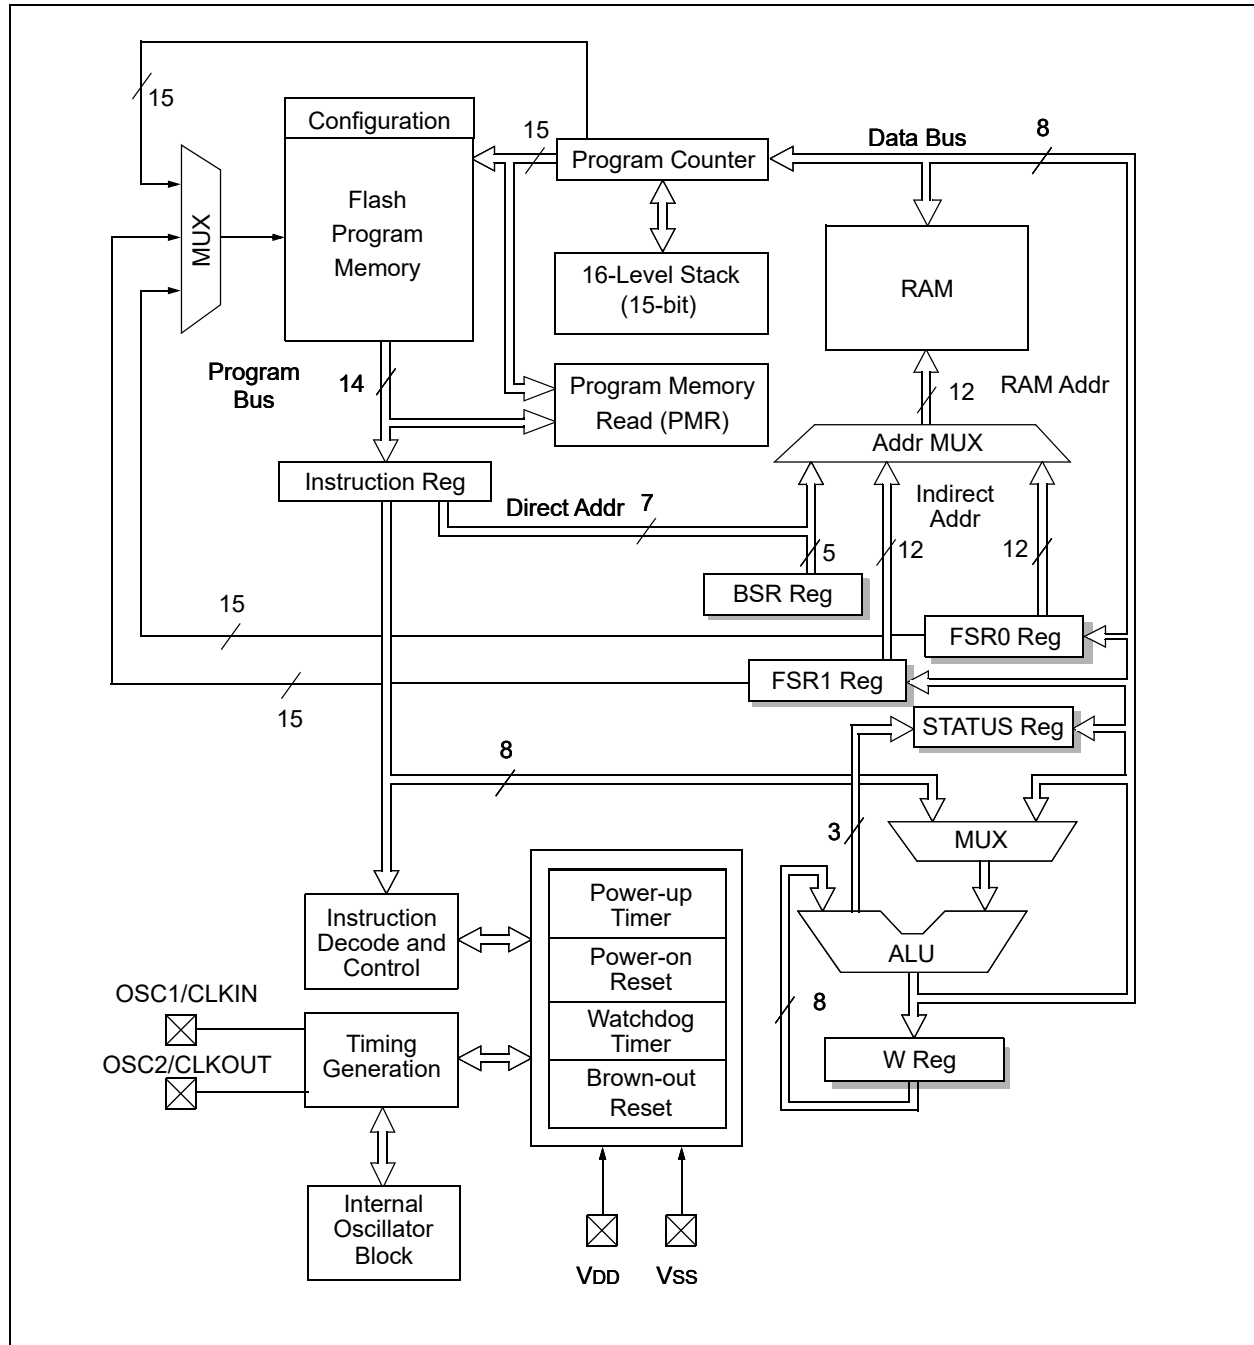 15
Configuration
15
Program Counter
Data Bus
8
Flash
Program
Memory
MUX
16-Level Stack
(15-bit)
RAM
Program
Bus
14
Program Memory
Read (PMR)
12
RAM Addr
Addr MUX
Instruction Reg
Direct Addr
7
Indirect
Addr
5
12
12
BSR Reg
15
FSR0 Reg
15
FSR1 Reg
STATUS Reg
8
3
MUX
Power-up
Timer
Instruction
Decode and
Control
Power-on
Reset
ALU
OSC1/CLKIN
8
Watchdog
Timer
Timing
Generation
OSC2/CLKOUT
W Reg
Brown-out
Reset
Internal
Oscillator
Block
VDD
VSS